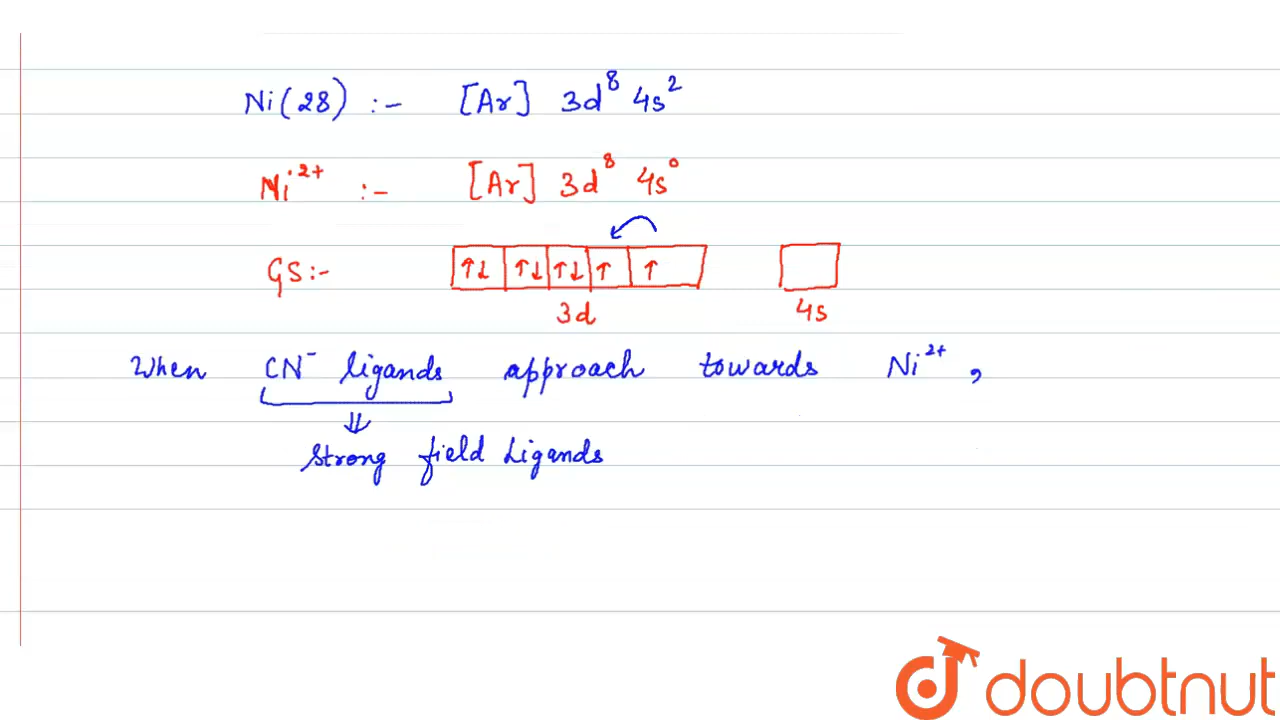 Ni(28) :- [Ar] 3d⁸ 4s²
Ni²⁺ :- [Ar] 3d⁸ 4s⁰
GS:- ↑↓ ↑↓ ↑↓ ↑ ↑
3d 4s
When CN⁻ ligands approach towards Ni²⁺,
⇓
Strong field Ligands
doubtnut